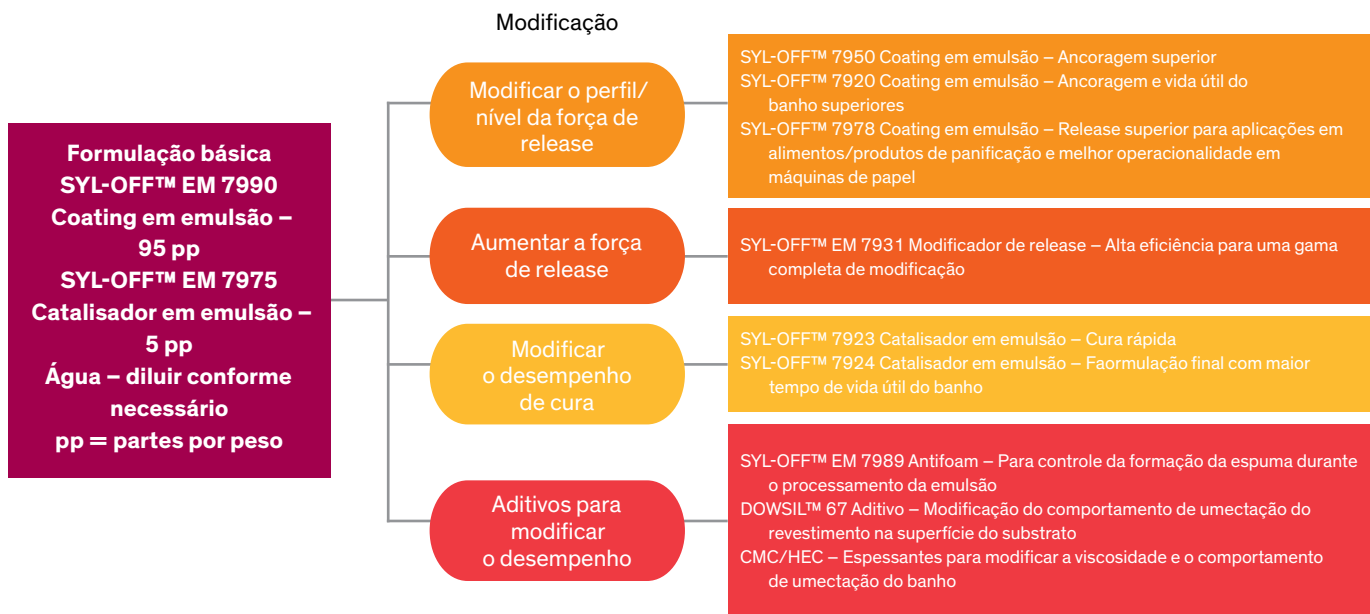 Modificação
Formulação básica
SYL-OFF™ EM 7990
Coating em emulsão –
95 pp
SYL-OFF™ EM 7975
Catalisador em emulsão –
5 pp
Água – diluir conforme
necessário
pp = partes por peso
Modificar o perfil/
nível da força de
release
SYL-OFF™ 7950 Coating em emulsão – Ancoragem superior
SYL-OFF™ 7920 Coating em emulsão – Ancoragem e vida útil do
banho superiores
SYL-OFF™ 7978 Coating em emulsão – Release superior para aplicações em
alimentos/produtos de panificação e melhor operacionalidade em
máquinas de papel
Aumentar a força
de release
SYL-OFF™ EM 7931 Modificador de release – Alta eficiência para uma gama
completa de modificação
Modificar
o desempenho
de cura
SYL-OFF™ 7923 Catalisador em emulsão – Cura rápida
SYL-OFF™ 7924 Catalisador em emulsão – Faormulação final com maior
tempo de vida útil do banho
Aditivos para
modificar
o desempenho
SYL-OFF™ EM 7989 Antifoam – Para controle da formação da espuma durante
o processamento da emulsão
DOWSIL™ 67 Aditivo – Modificação do comportamento de umectação do
revestimento na superfície do substrato
CMC/HEC – Espessantes para modificar a viscosidade e o comportamento
de umectação do banho